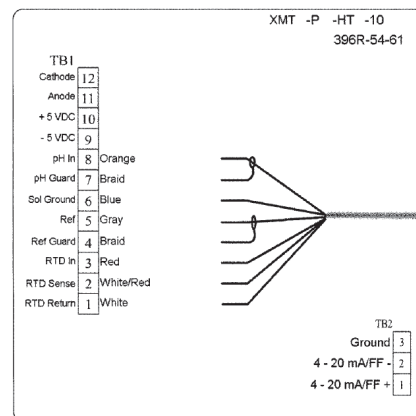 XMT -P -HT -10
396R-54-61
TB1
Cathode 12
Anode 11
+ 5 VDC 10
- 5 VDC 9
pH In 8 Orange
pH Guard 7 Braid
Sol Ground 6 Blue
Ref 5 Gray
Ref Guard 4 Braid
RTD In 3 Red
RTD Sense 2 White/Red
RTD Return 1 White
TB2
Ground 3
4 - 20 mA/FF - 2
4 - 20 mA/FF + 1